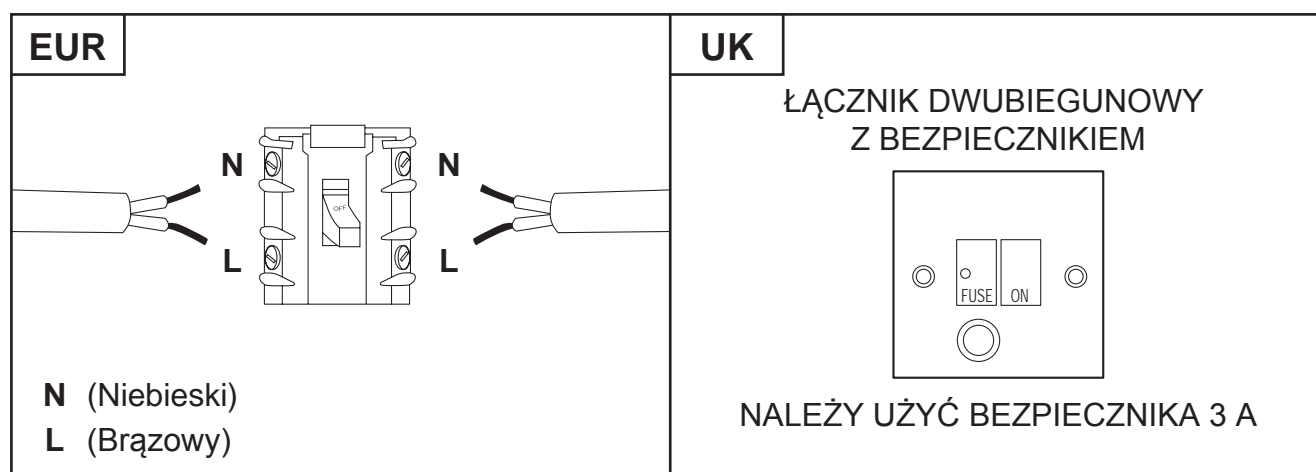 EUR
N
N
OFF
L
L
N (Niebieski)
L (Brązowy)
UK
ŁĄCZNIK DWUBIEGUNOWY
Z BEZPIECZNIKIEM
FUSE ON
NALEŻY UŻYĆ BEZPIECZNIKA 3 A